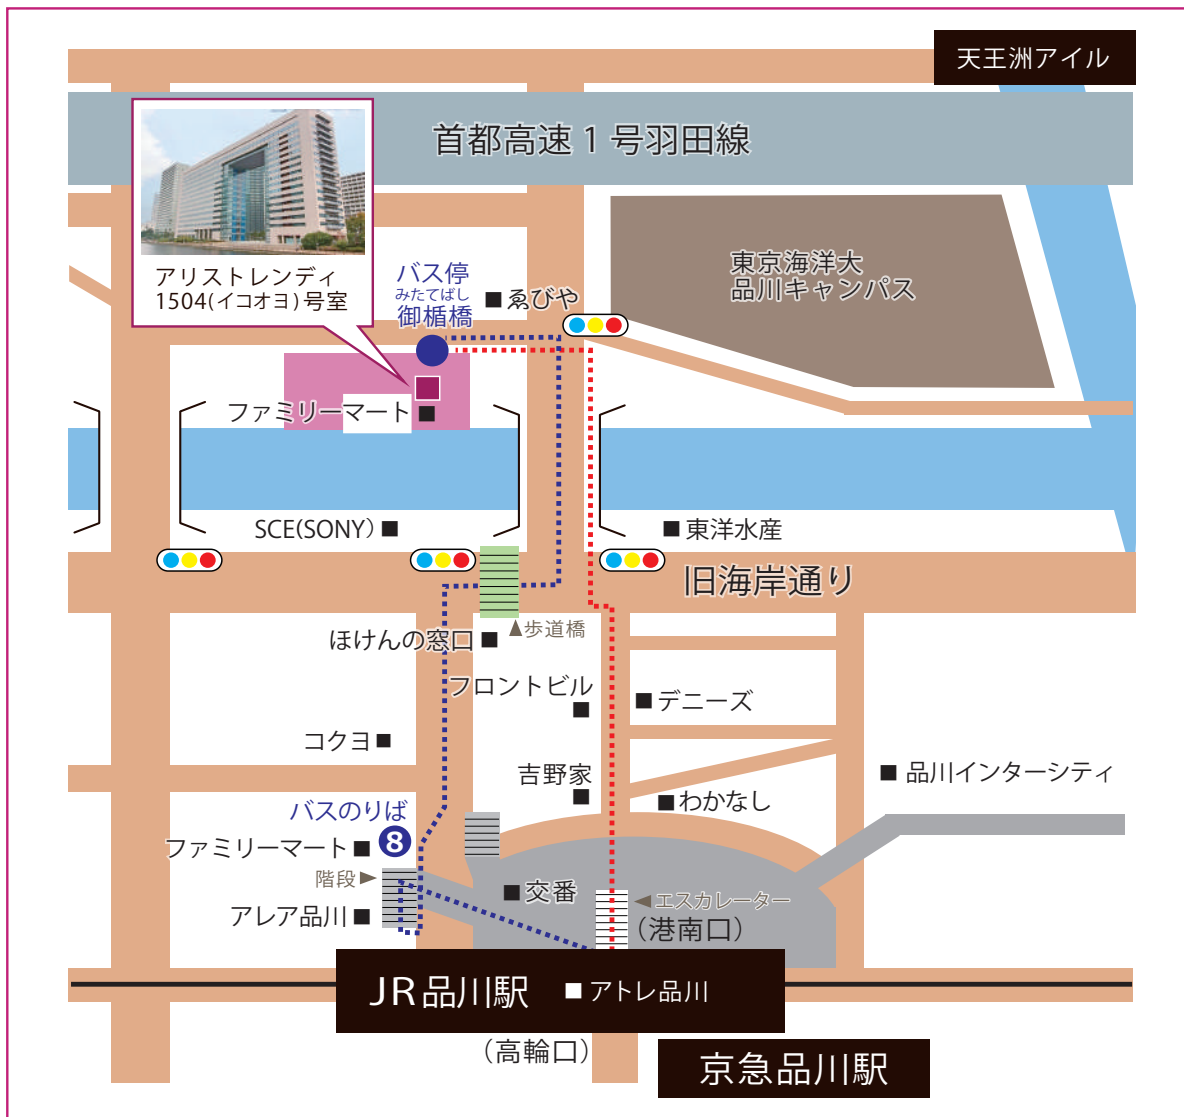 天王洲アイル
首都高速1号羽田線
アリストレンディ
1504(イコオヨ)号室
バス停
みたてばし
御楯橋
■ゑびや
東京海洋大
品川キャンパス
ファミリーマート■
SCE(SONY)■
■東洋水産
旧海岸通り
▲歩道橋
ほけんの窓口■
フロントビル
■
■デニーズ
コクヨ■
吉野家
■
■わかなし
■品川インターシティ
バスのりば
8
ファミリーマート■
階段▶
アレア品川■
■交番
◀エスカレーター
(港南口)
JR品川駅
■アトレ品川
(高輪口)
京急品川駅